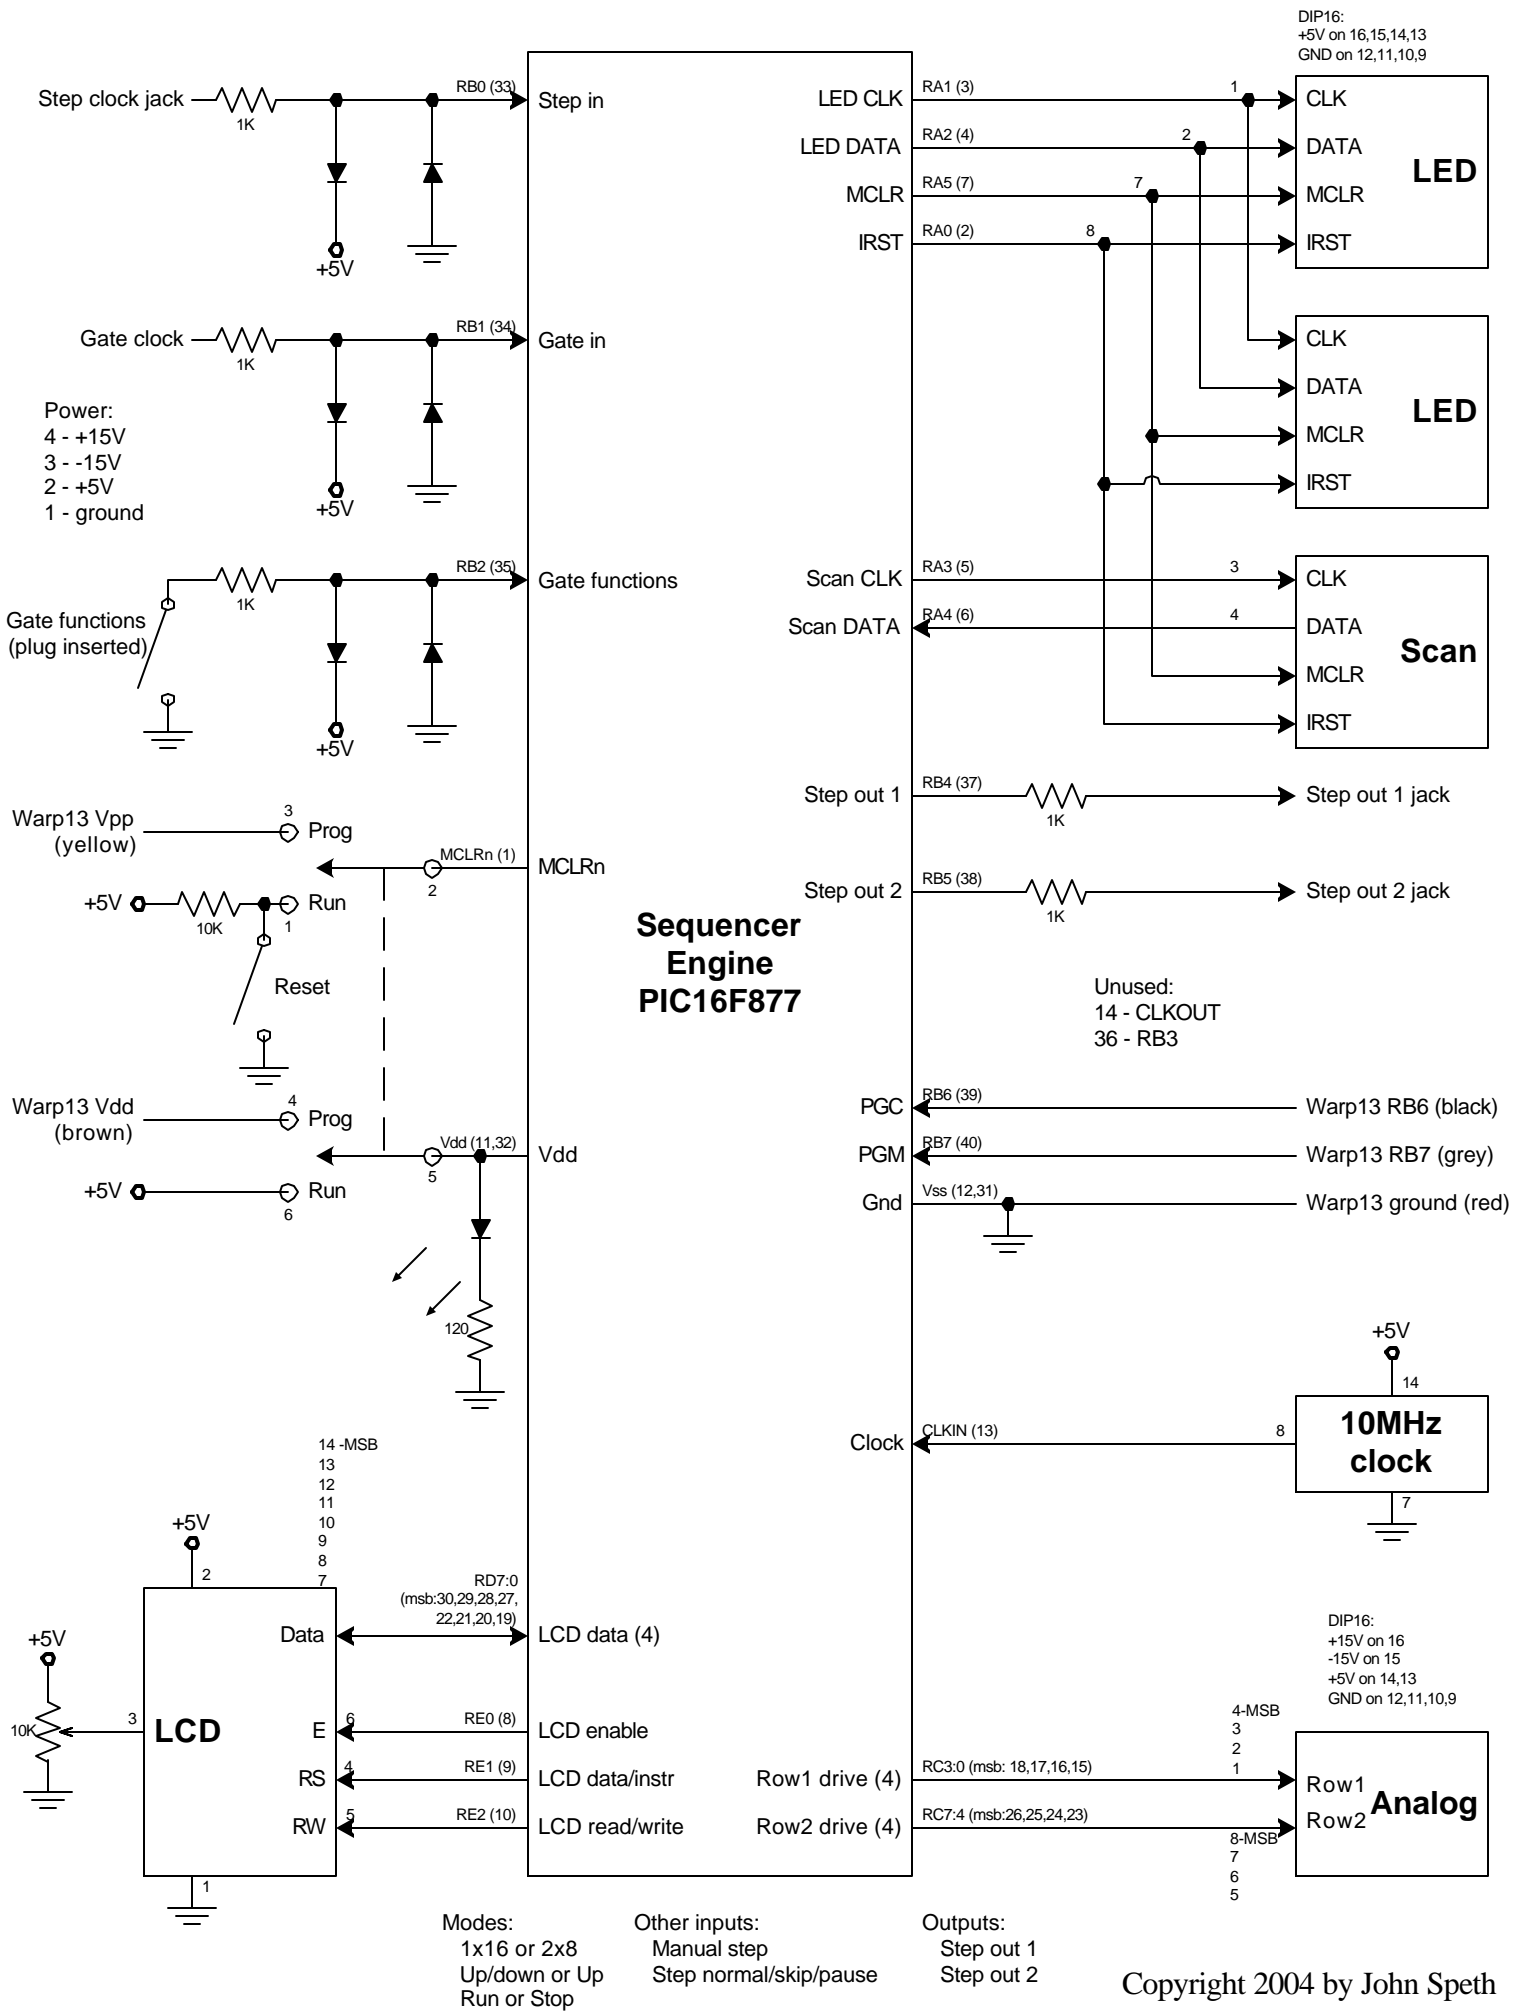 DIP16:
+5V on 16,15,14,13
GND on 12,11,10,9
Step clock jack
1K
RB0 (33)
Step in
+5V
LED CLK
RA1 (3)
1
CLK
LED DATA
RA2 (4)
2
DATA
LED
MCLR
RA5 (7)
7
MCLR
IRST
RA0 (2)
8
IRST
Gate clock
1K
RB1 (34)
Gate in
+5V
CLK
DATA
LED
MCLR
IRST
Power:
4 - +15V
3 - -15V
2 - +5V
1 - ground
Gate functions
(plug inserted)
1K
RB2 (35)
Gate functions
+5V
Scan CLK
RA3 (5)
3
CLK
Scan DATA
RA4 (6)
4
DATA
Scan
MCLR
IRST
Step out 1
RB4 (37)
1K
Step out 1 jack
Step out 2
RB5 (38)
1K
Step out 2 jack
Warp13 Vpp
(yellow)
3
Prog
MCLRn (1)
2
MCLRn
+5V
10K
1
Run
Reset
Sequencer
Engine
PIC16F877
Unused:
14 - CLKOUT
36 - RB3
Warp13 Vdd
(brown)
4
Prog
Vdd (11,32)
5
Vdd
+5V
Run
6
120
PGC
RB6 (39)
Warp13 RB6 (black)
PGM
RB7 (40)
Warp13 RB7 (grey)
Gnd
Vss (12,31)
Warp13 ground (red)
+5V
14
10MHz
clock
8
7
Clock
CLKIN (13)
14 -MSB
13
12
11
10
9
8
7
+5V
2
RD7:0
(msb:30,29,28,27,
22,21,20,19)
Data
LCD data (4)
+5V
10K
3
LCD
E
6
RE0 (8)
LCD enable
RS
4
RE1 (9)
LCD data/instr
RW
5
RE2 (10)
LCD read/write
1
DIP16:
+15V on 16
-15V on 15
+5V on 14,13
GND on 12,11,10,9
4-MSB
3
2
1
Row1 drive (4)
RC3:0 (msb: 18,17,16,15)
Row1
Analog
Row2 drive (4)
RC7:4 (msb:26,25,24,23)
Row2
8-MSB
7
6
5
Modes:
1x16 or 2x8
Up/down or Up
Run or Stop
Other inputs:
Manual step
Step normal/skip/pause
Outputs:
Step out 1
Step out 2
Copyright 2004 by John Speth